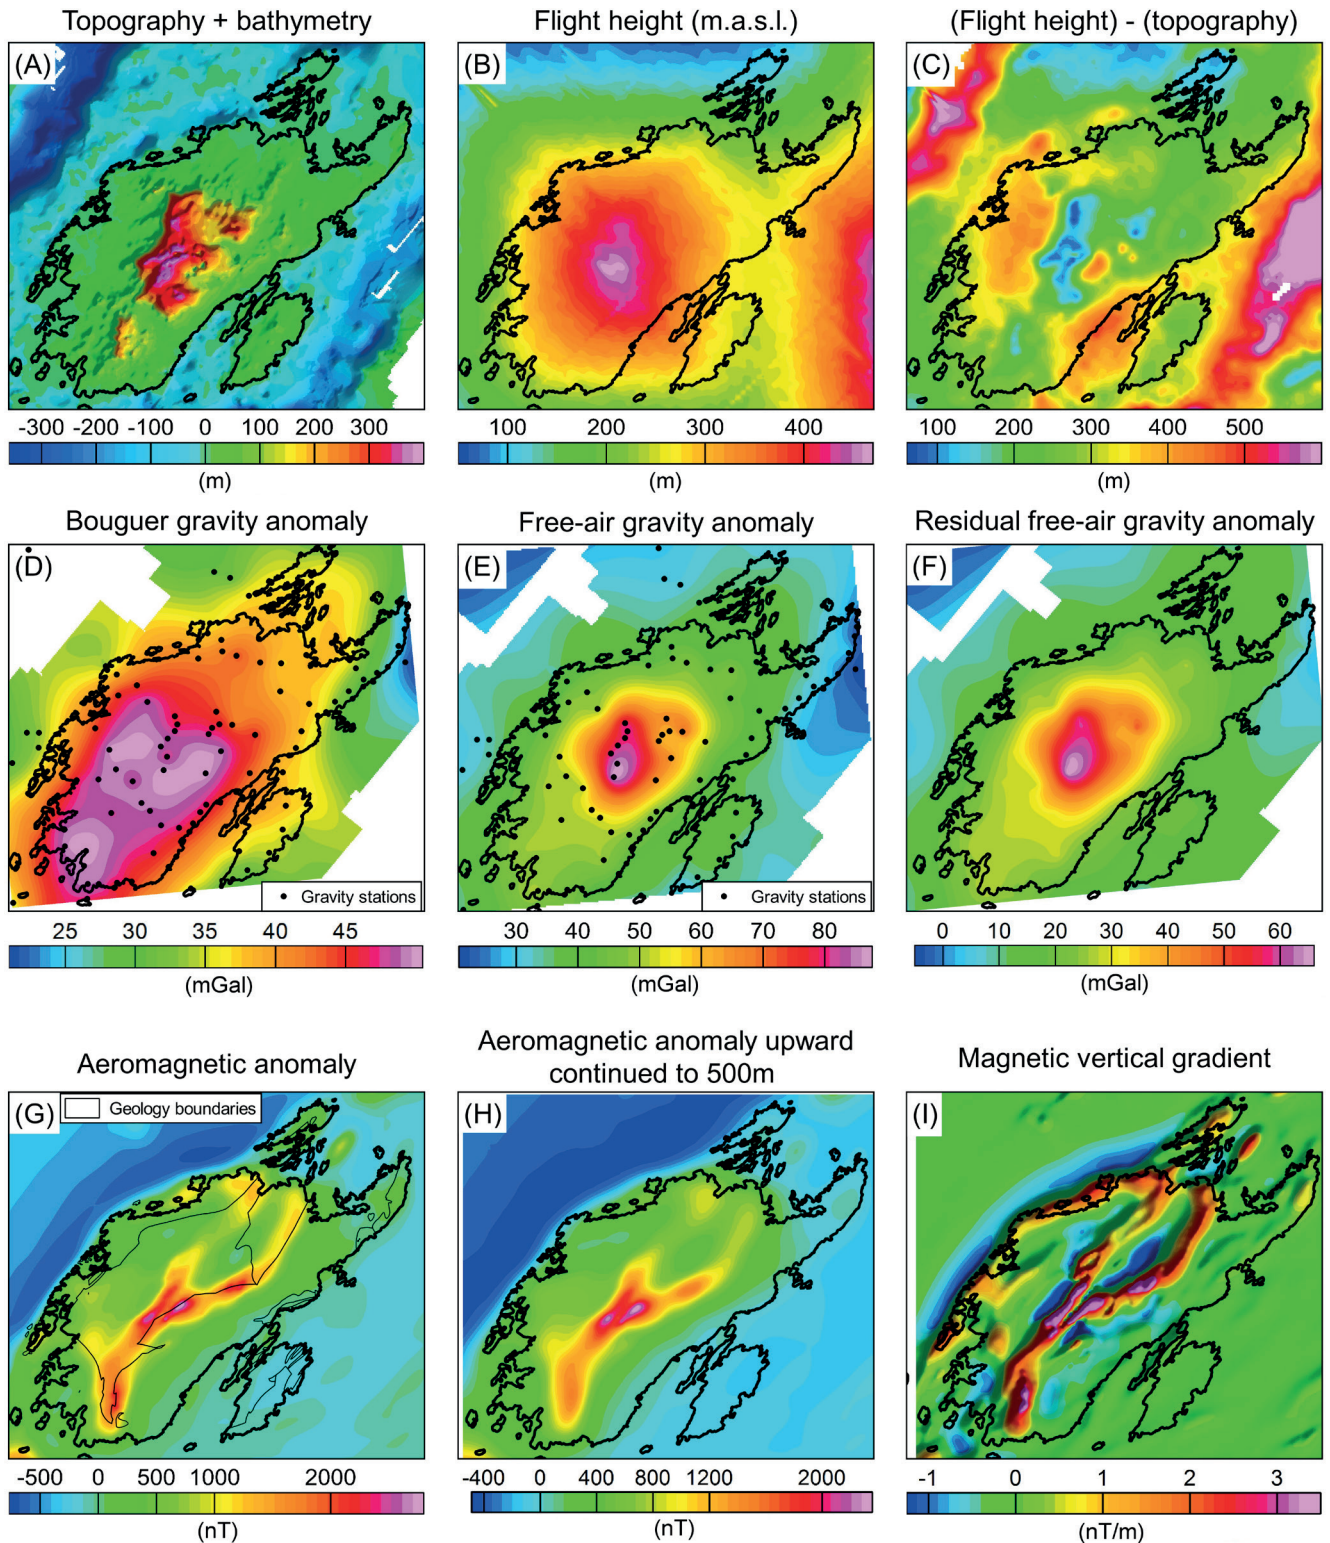 Topography + bathymetry
Flight height (m.a.s.l.)
(Flight height) - (topography)
(A)
(B)
(C)
-300 -200 -100 0 100 200 300
(m)
100 200 300 400
(m)
100 200 300 400 500
(m)
Bouguer gravity anomaly
Free-air gravity anomaly
Residual free-air gravity anomaly
(D)
(E)
(F)
Gravity stations
Gravity stations
25 30 35 40 45
(mGal)
30 40 50 60 70 80
(mGal)
0 10 20 30 40 50 60
(mGal)
Aeromagnetic anomaly
Aeromagnetic anomaly upward
continued to 500m
Magnetic vertical gradient
(G)
Geology boundaries
(H)
(I)
-500 0 500 1000 2000
(nT)
-400 0 400 800 1200 2000
(nT)
-1 0 1 2 3
(nT/m)